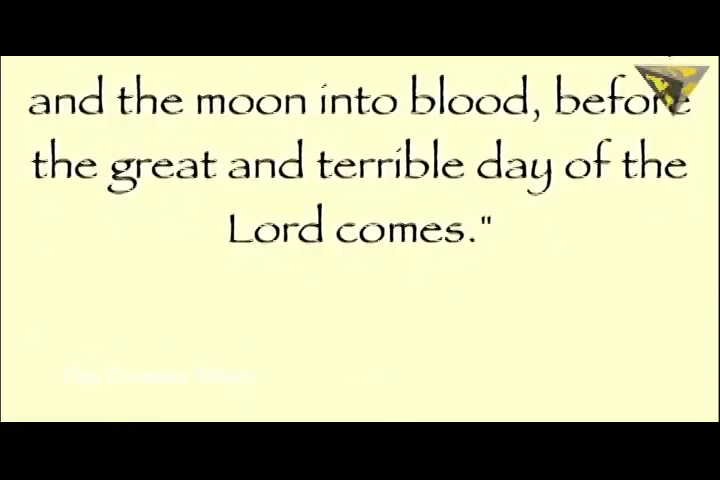 and the moon into blood, before
the great and terrible day of the
Lord comes."